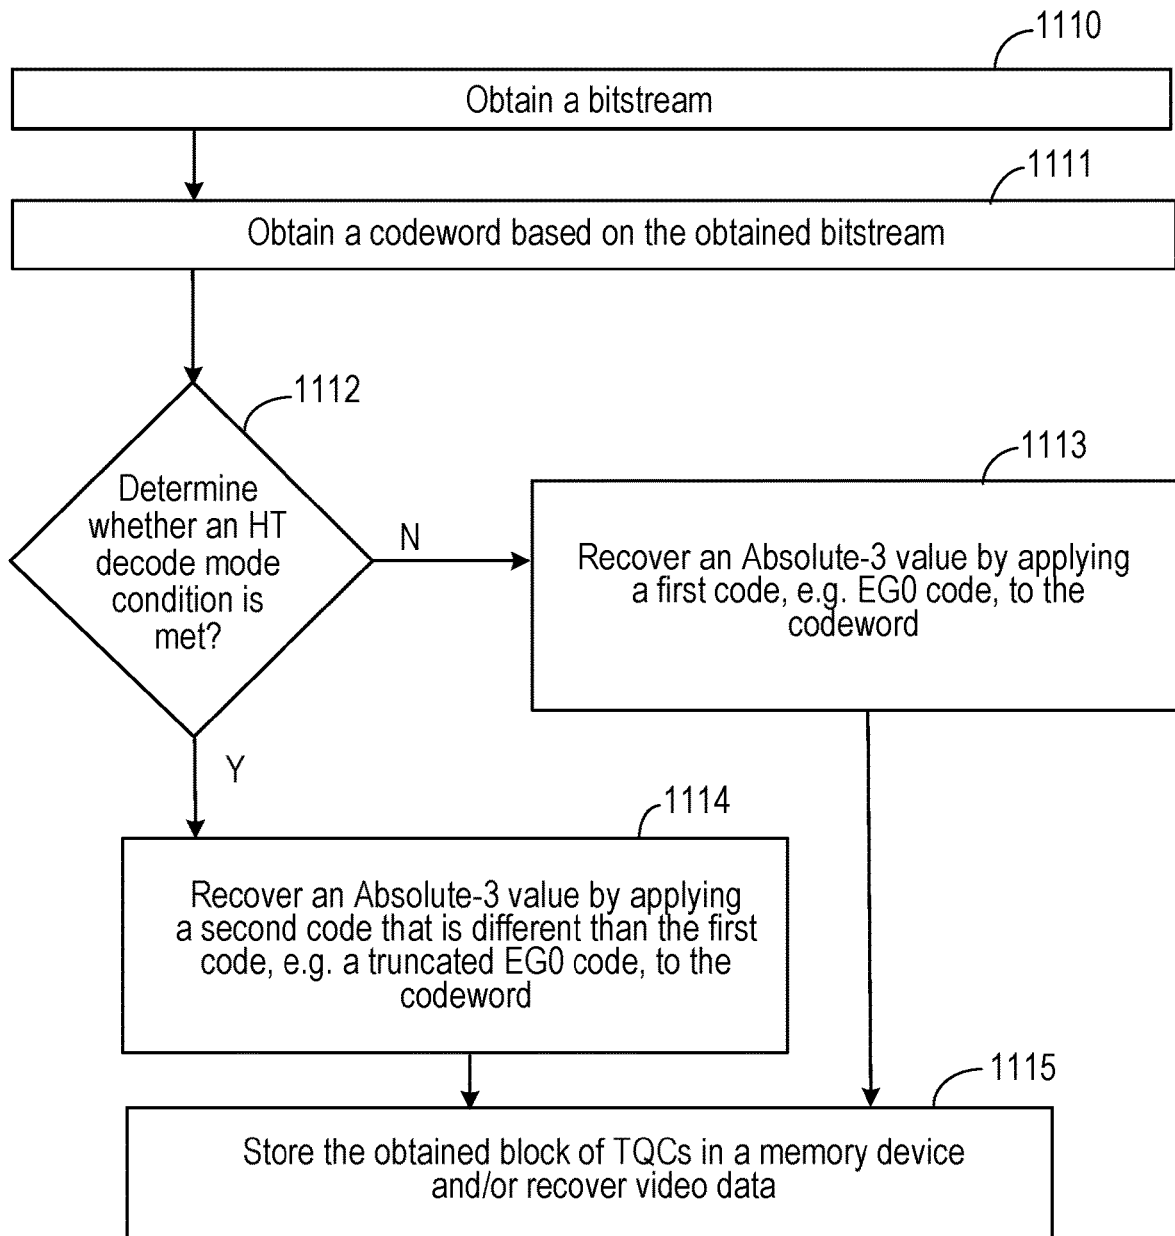 1110
Obtain a bitstream
1111
Obtain a codeword based on the obtained bitstream
1112
Determine
whether an HT
decode mode
condition is
met?
N
1113
Recover an Absolute-3 value by applying
a first code, e.g. EG0 code, to the
codeword
Y
1114
Recover an Absolute-3 value by applying
a second code that is different than the first
code, e.g. a truncated EG0 code, to the
codeword
1115
Store the obtained block of TQCs in a memory device
and/or recover video data